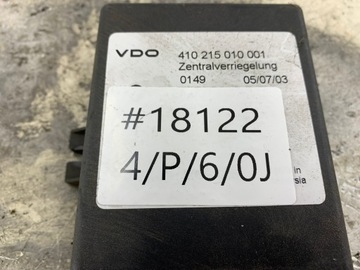 VDO 410 215 010 001
Zentralverriegelung
0149 05/07/03
#18122
4/P/6/0J